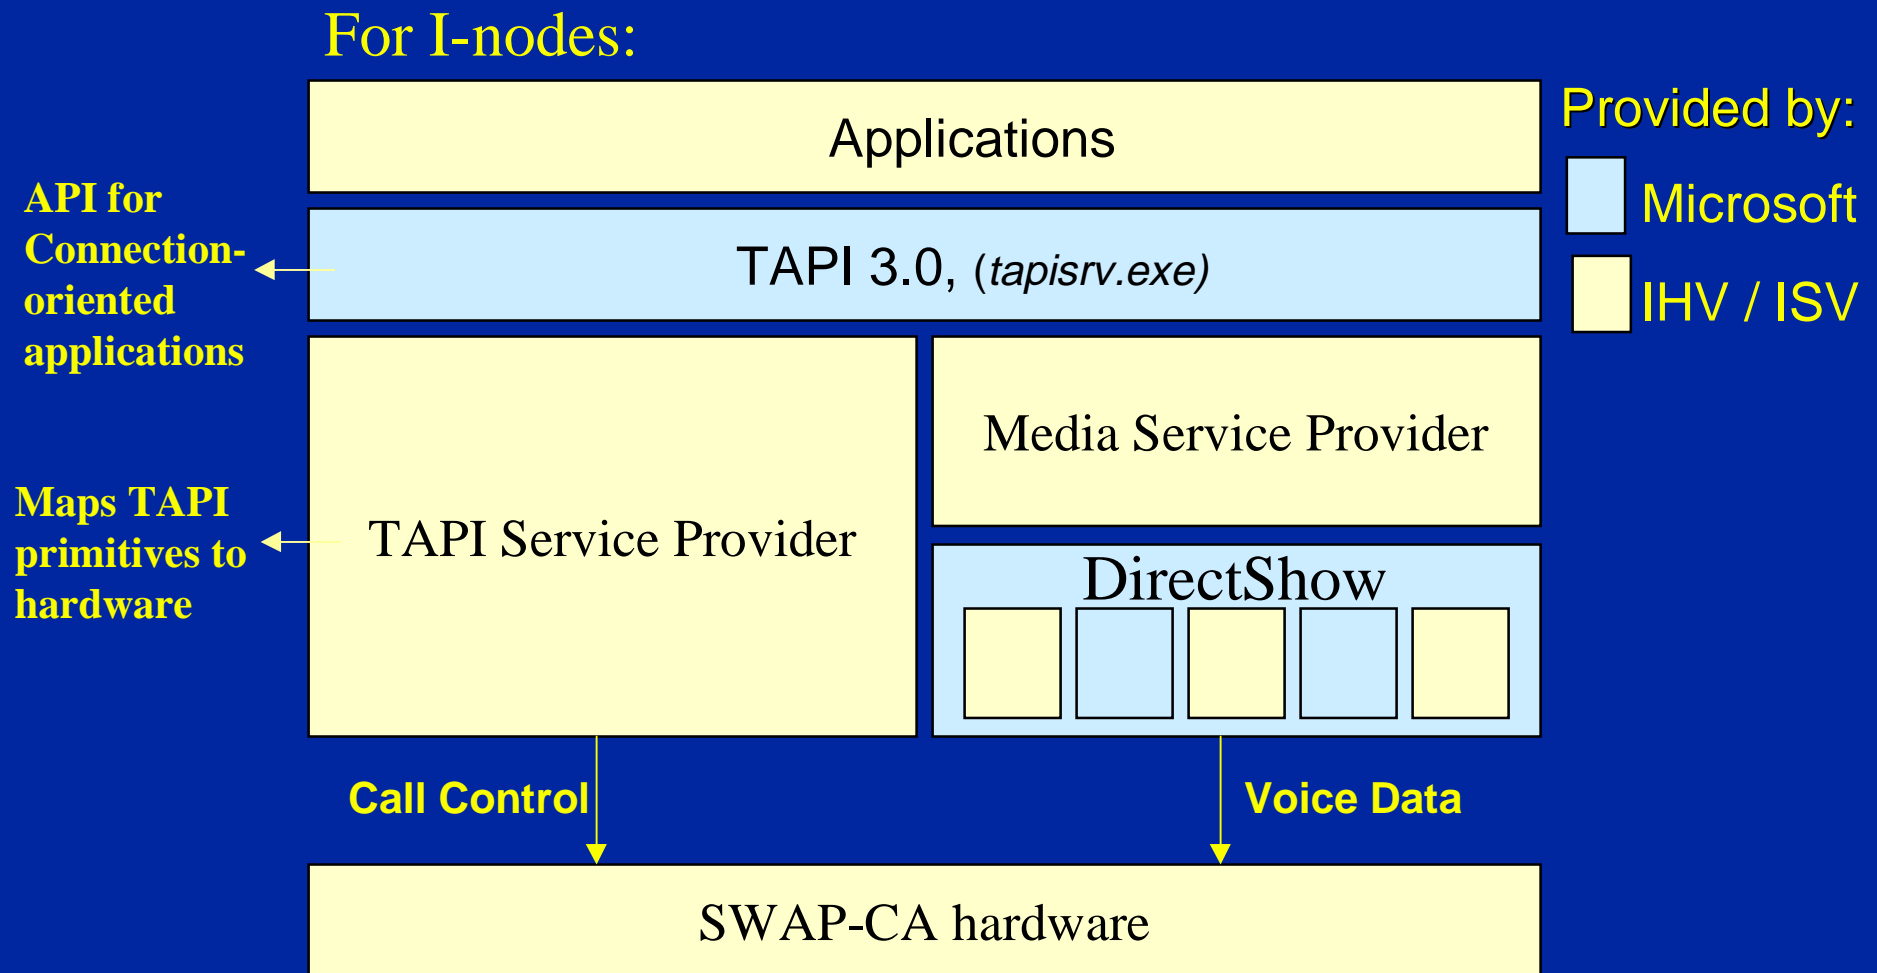 For I-nodes:
Applications
Provided by:
Microsoft
IHV / ISV
API for
Connection-
oriented
applications
TAPI 3.0, (tapisrv.exe)
Media Service Provider
Maps TAPI
primitives to
hardware
TAPI Service Provider
DirectShow
Call Control
Voice Data
SWAP-CA hardware